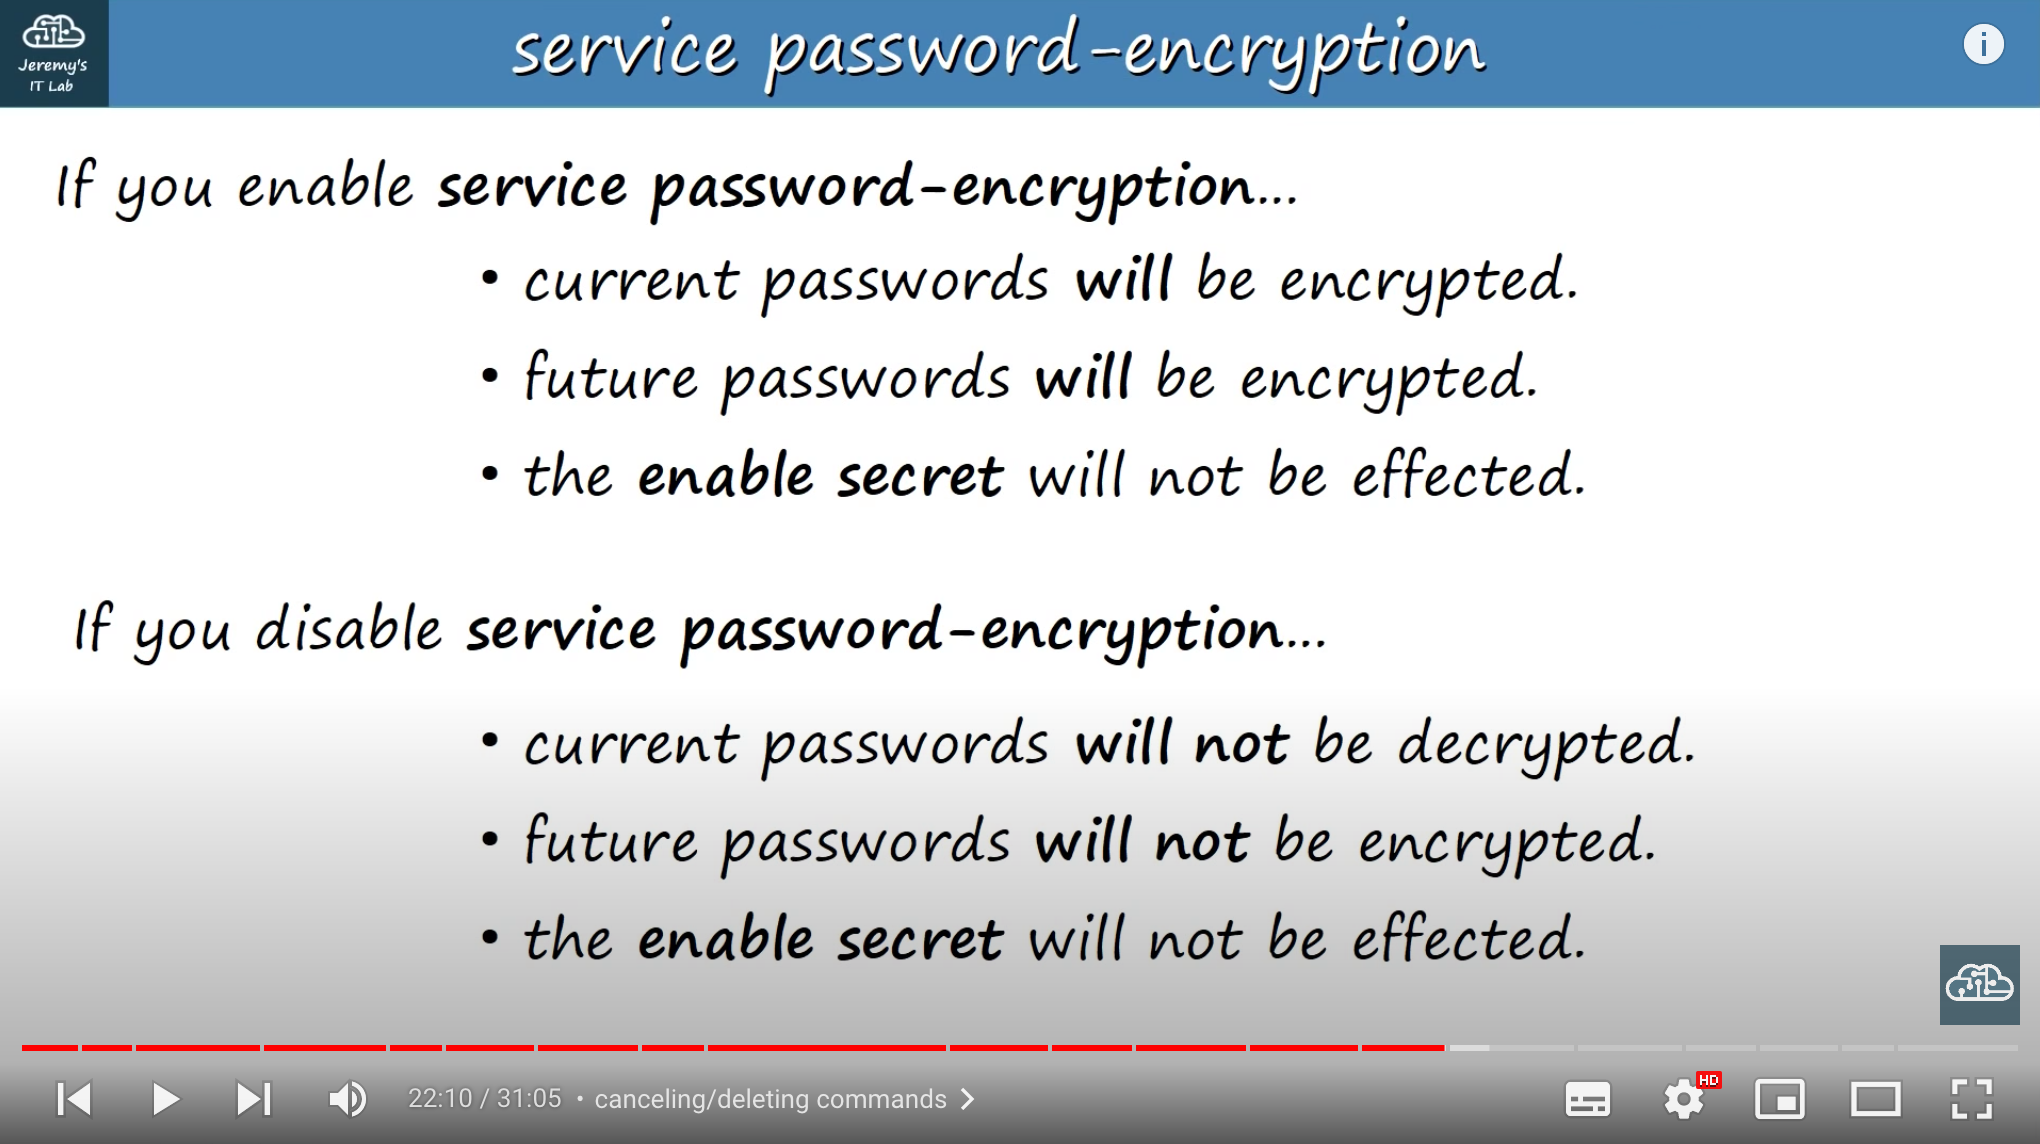 Jeremy's
IT Lab
service password-encryption
If you enable service password-encryption...
• current passwords will be encrypted.
• future passwords will be encrypted.
• the enable secret will not be effected.
If you disable service password-encryption...
• current passwords will not be decrypted.
• future passwords will not be encrypted.
• the enable secret will not be effected.
22:10 / 31:05 • canceling/deleting commands
HD